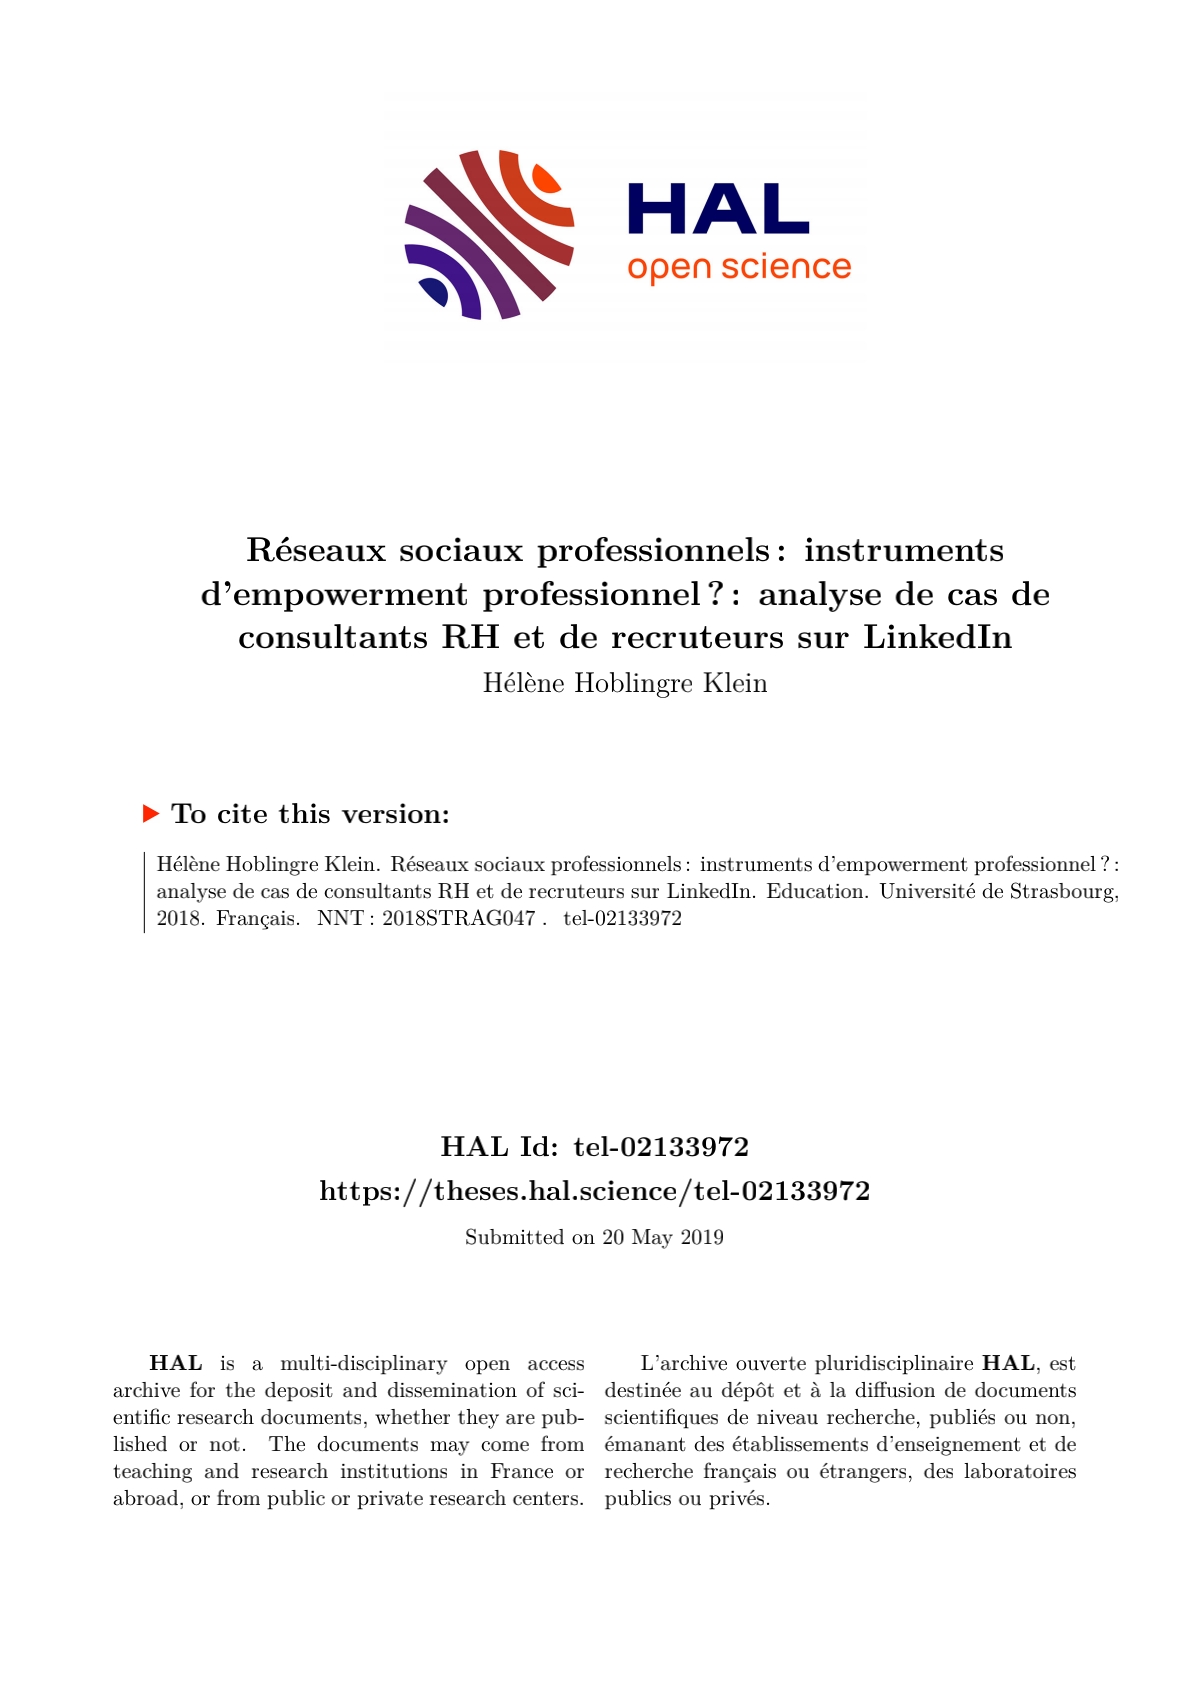 HAL
open science
Réseaux sociaux professionnels : instruments
d'empowerment professionnel ? : analyse de cas de
consultants RH et de recruteurs sur LinkedIn
Hélène Hoblingre Klein
To cite this version:
Hélène Hoblingre Klein. Réseaux sociaux professionnels : instruments d'empowerment professionnel ? :
analyse de cas de consultants RH et de recruteurs sur LinkedIn. Education. Université de Strasbourg,
2018. Français. NNT : 2018STRAG047 . tel-02133972
HAL Id: tel-02133972
https://theses.hal.science/tel-02133972
Submitted on 20 May 2019
HAL is a multi-disciplinary open access
archive for the deposit and dissemination of sci-
entific research documents, whether they are pub-
lished or not. The documents may come from
teaching and research institutions in France or
abroad, or from public or private research centers.
L'archive ouverte pluridisciplinaire HAL, est
destinée au dépôt et à la diffusion de documents
scientifiques de niveau recherche, publiés ou non,
émanant des établissements d'enseignement et de
recherche français ou étrangers, des laboratoires
publics ou privés.